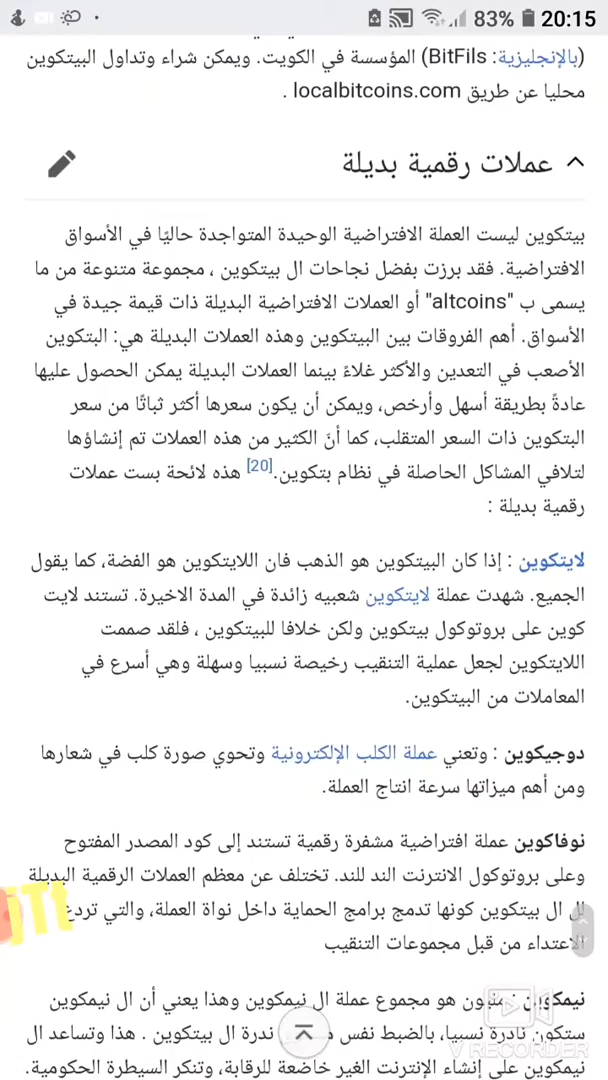 83% 20:15
(بالإنجليزية: BitFils) المؤسسة في الكويت. ويمكن شراء وتداول البيتكوين
محليا عن طريق localbitcoins.com .
عملات رقمية بديلة
بيتكوين ليست العملة الافتراضية الوحيدة المتواجدة حاليًا في الأسواق
الافتراضية. فقد برزت بفضل نجاحات ال بيتكوين ، مجموعة متنوعة من ما
يسمى ب "altcoins" أو العملات الافتراضية البديلة ذات قيمة جيدة في
الأسواق. أهم الفروقات بين البيتكوين وهذه العملات البديلة هي: البتكوين
الأصعب في التعدين والأكثر غلاءً بينما العملات البديلة يمكن الحصول عليها
عادةً بطريقة أسهل وأرخص، ويمكن أن يكون سعرها أكثر ثباتًا من سعر
البتكوين ذات السعر المتقلب، كما أنّ الكثير من هذه العملات تم إنشاؤها
لتلافي المشاكل الحاصلة في نظام بتكوين.[20] هذه لائحة بست عملات
رقمية بديلة :
لايتكوين : إذا كان البيتكوين هو الذهب فان اللايتكوين هو الفضة، كما يقول
الجميع. شهدت عملة لايتكوين شعبيه زائدة في المدة الاخيرة. تستند لايت
كوين على بروتوكول بيتكوين ولكن خلافا للبيتكوين ، فلقد صممت
اللايتكوين لجعل عملية التنقيب رخيصة نسبيا وسهلة وهي أسرع في
المعاملات من البيتكوين.
دوجيكوين : وتعني عملة الكلب الإلكترونية وتحوي صورة كلب في شعارها
ومن أهم ميزاتها سرعة انتاج العملة.
نوفاكوين عملة افتراضية مشفرة رقمية تستند إلى كود المصدر المفتوح
وعلى بروتوكول الانترنت الند للند. تختلف عن معظم العملات الرقمية البديلة
ال بيتكوين كونها تدمج برامج الحماية داخل نواة العملة، والتي تردع
الاعتداء من قبل مجموعات التنقيب
نيمكوين : مليون هو مجموع عملة ال نيمكوين وهذا يعني أن ال نيمكوين
ستكون نادرة نسبيا، بالضبط نفس ندرة ال بيتكوين . هذا وتساعد ال
نيمكوين على إنشاء الإنترنت الغير خاضعة للرقابة، وتنكر السيطرة الحكومية.
V RECORDER